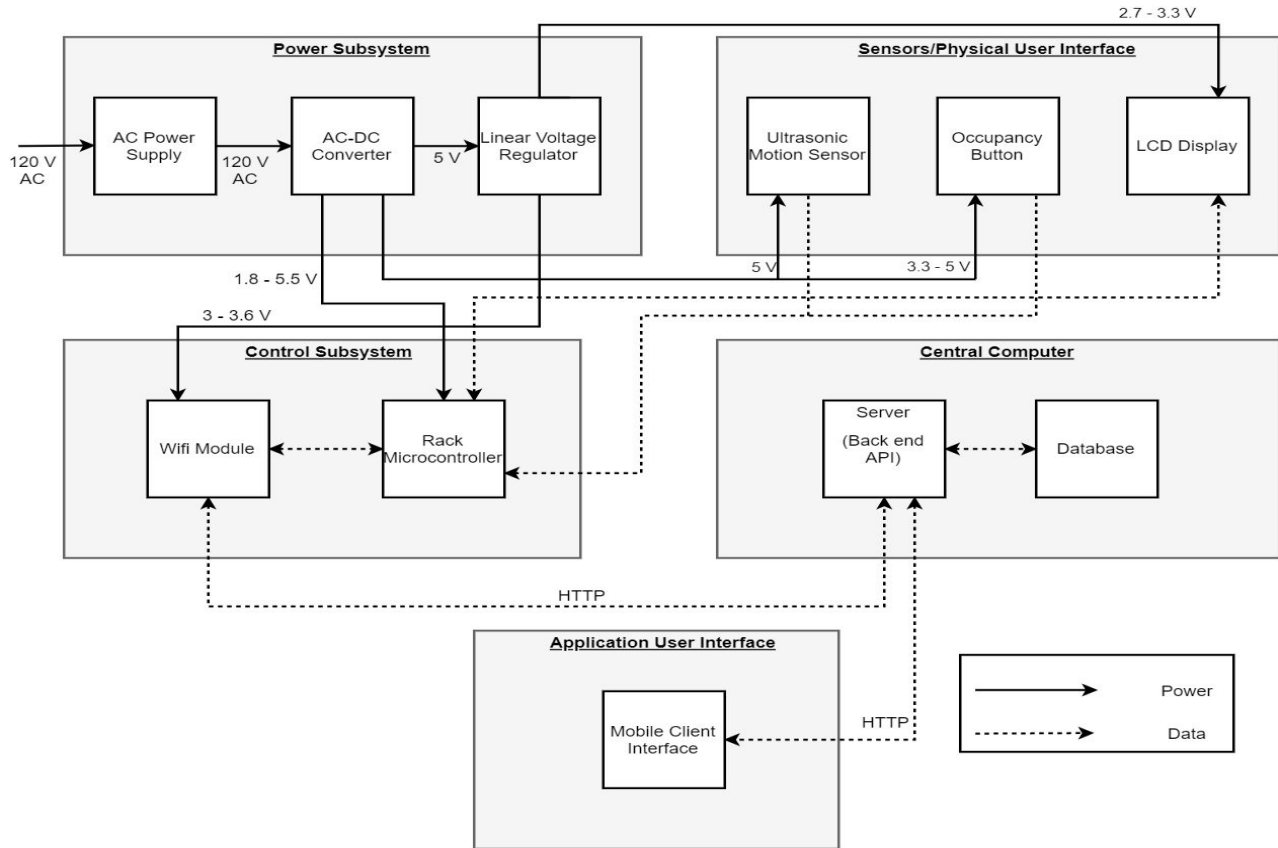 2.7 - 3.3 V
Power Subsystem
Sensors/Physical User Interface
AC Power
Supply
AC-DC
Converter
Linear Voltage
Regulator
Ultrasonic
Motion Sensor
Occupancy
Button
LCD Display
120 V
AC
120 V
AC
5 V
1.8 - 5.5 V
5 V
3.3 - 5 V
3 - 3.6 V
Control Subsystem
Central Computer
Wifi Module
Rack
Microcontroller
Server
(Back end
API)
Database
HTTP
Application User Interface
Mobile Client
Interface
HTTP
Power
Data